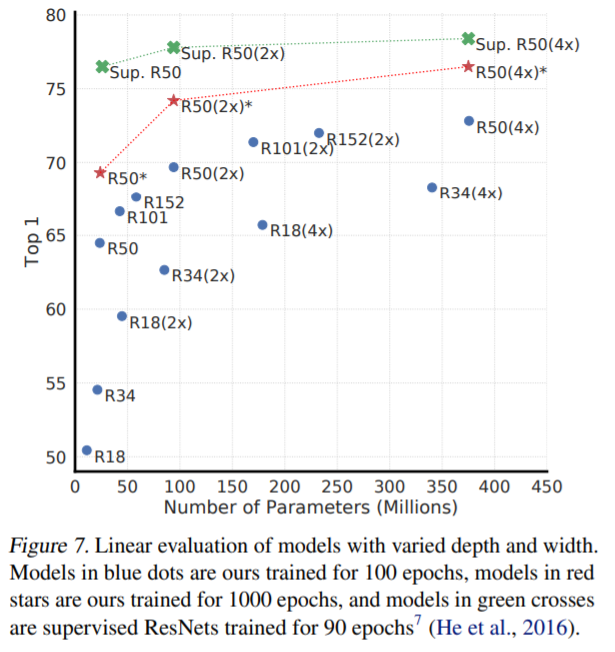 80
Sup. R50(2x)
Sup. R50(4x)
Sup. R50
75
R50(4x)*
R50(2x)*
R50(4x)
R152(2x)
R101(2x)
70
R50(2x)
R50*
R34(4x)
R152
R101
Top 1
65
R18(4x)
R50
R34(2x)
60
R18(2x)
55
R34
50
R18
0 50 100 150 200 250 300 350 400 450
Number of Parameters (Millions)
Figure 7. Linear evaluation of models with varied depth and width.
Models in blue dots are ours trained for 100 epochs, models in red
stars are ours trained for 1000 epochs, and models in green crosses
are supervised ResNets trained for 90 epochs7 (He et al., 2016).